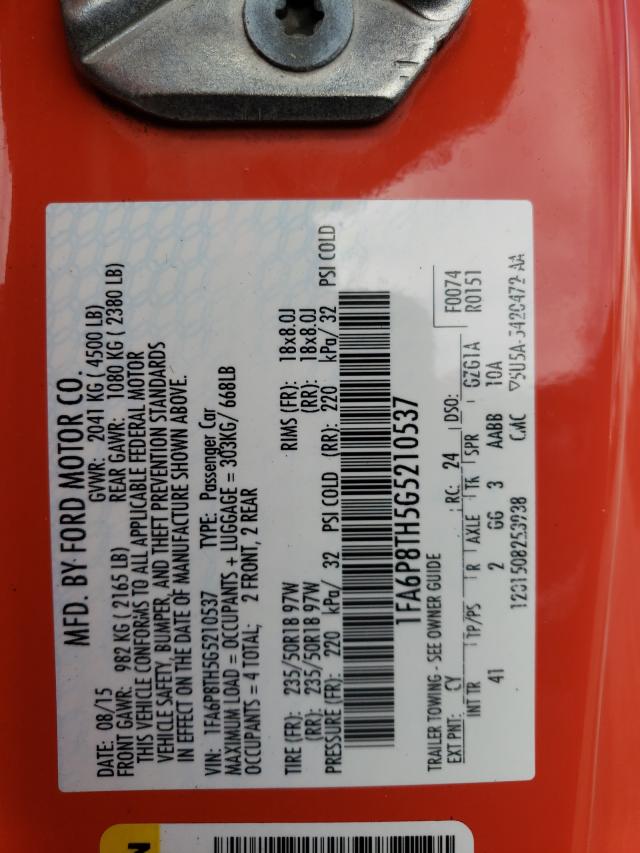 MFD. BY FORD MOTOR CO.
DATE: 08/15 GVWR: 2041 KG ( 4500 LB)
FRONT GAWR: 982 KG ( 2165 LB) REAR GAWR: 1080 KG ( 2380 LB)
THIS VEHICLE CONFORMS TO ALL APPLICABLE FEDERAL MOTOR
VEHICLE SAFETY, BUMPER, AND THEFT PREVENTION STANDARDS
IN EFFECT ON THE DATE OF MANUFACTURE SHOWN ABOVE.
VIN: 1FA6P8TH5G5210537 TYPE: Passenger Car
MAXIMUM LOAD = OCCUPANTS + LUGGAGE = 303KG/ 668LB
OCCUPANTS = 4 TOTAL; 2 FRONT, 2 REAR
TIRE (FR): 235/50R18 97W RIMS (FR): 18x8.0J
(RR): 235/50R18 97W (RR): 18x8.0J
PRESSURE (FR): 220 kPa/ 32 PSI COLD (RR): 220 kPa/ 32 PSI COLD
1FA6P8TH5G5210537
TRAILER TOWING - SEE OWNER GUIDE F0074
EXT PNT: CY RC: 24 DSO: R0151
INT TR TP/PS R AXLE TK SPR GZG1A
41 2 GG 3 AABB 10A
CMC
N